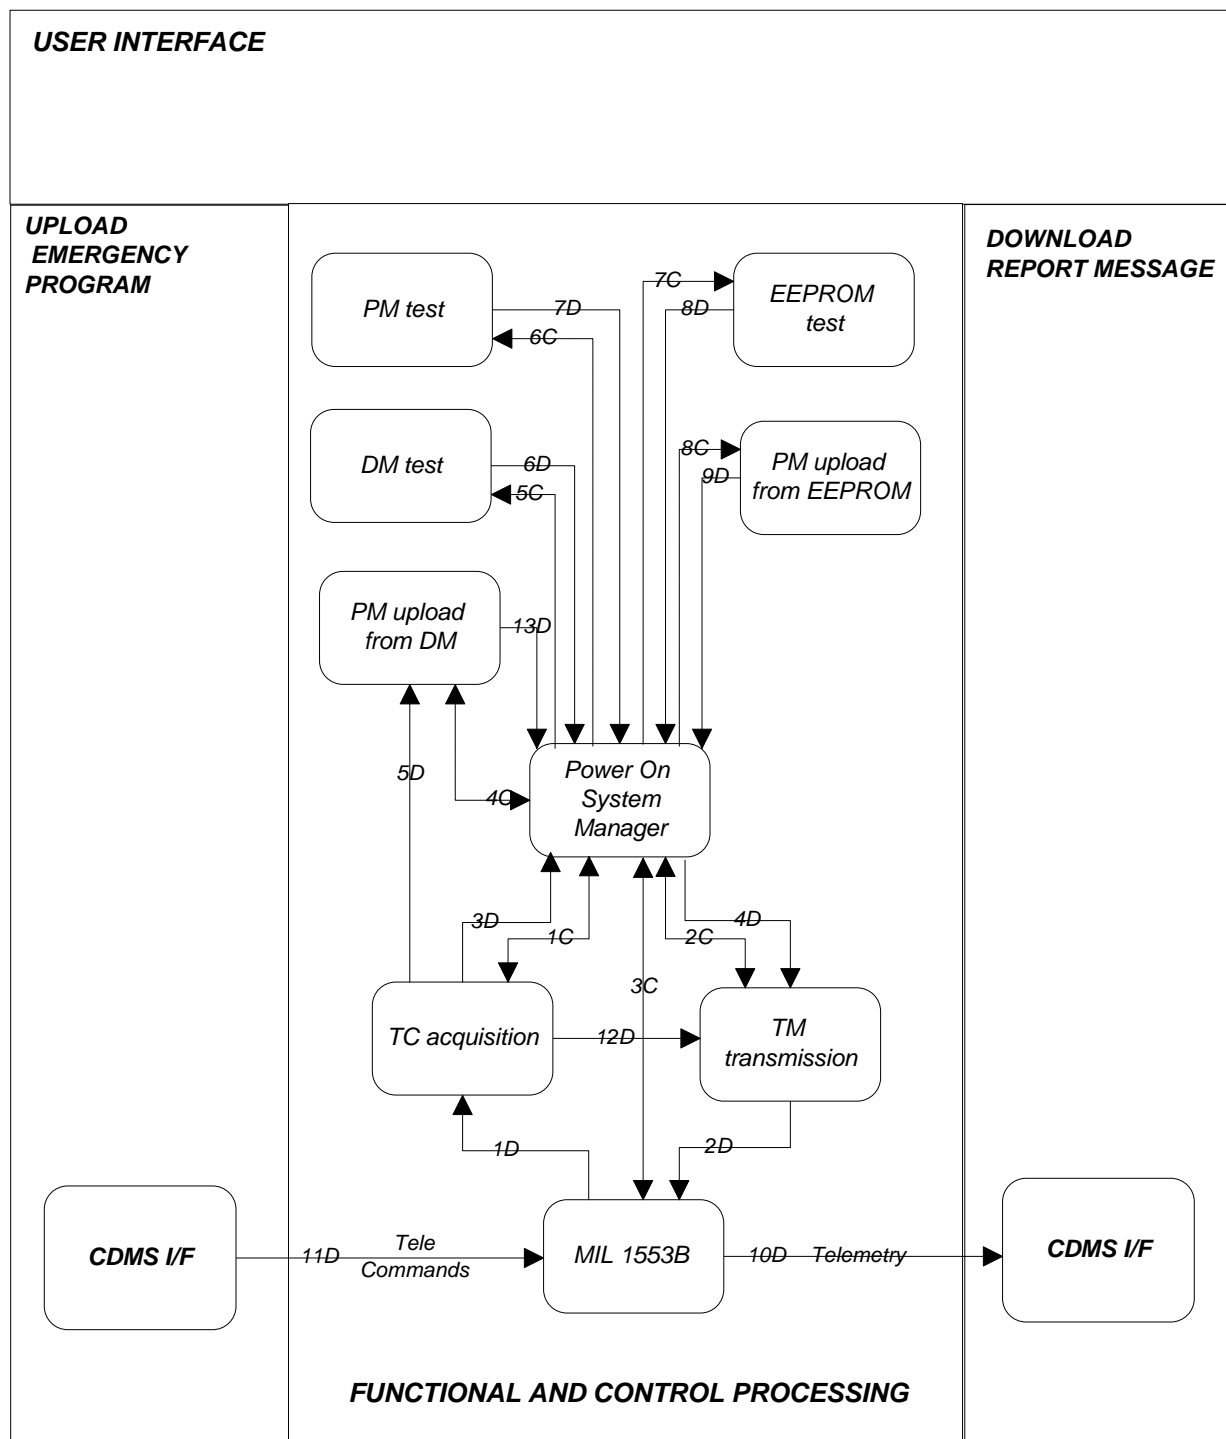 USER INTERFACE
UPLOAD
EMERGENCY
PROGRAM
DOWNLOAD
REPORT MESSAGE
PM test
7D
6C
7C
8D
EEPROM
test
DM test
6D
5C
8C
9D
PM upload
from EEPROM
PM upload
from DM
13D
5D
4C
Power On
System
Manager
3D
1C
2C
4D
3C
TC acquisition
12D
TM
transmission
1D
2D
CDMS I/F
11D
Tele
Commands
MIL 1553B
10D
Telemetry
CDMS I/F
FUNCTIONAL AND CONTROL PROCESSING